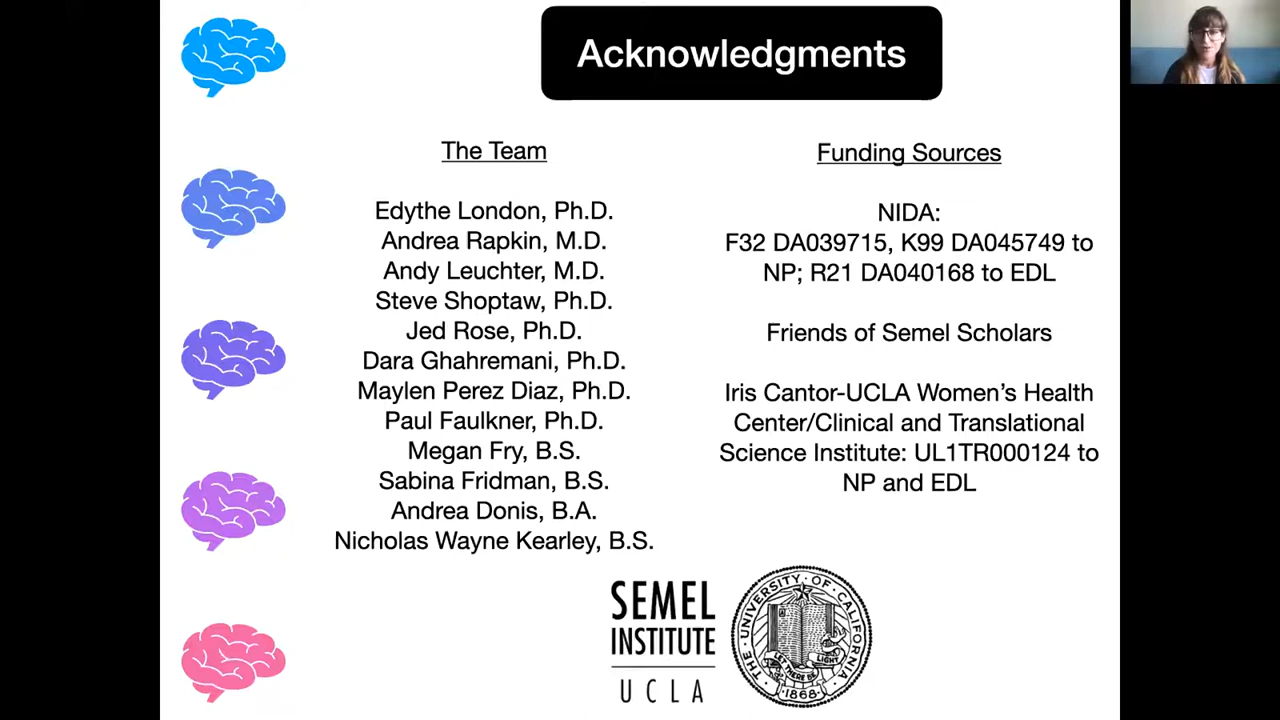 Acknowledgments
The Team
Edythe London, Ph.D.
Andrea Rapkin, M.D.
Andy Leuchter, M.D.
Steve Shoptaw, Ph.D.
Jed Rose, Ph.D.
Dara Ghahremani, Ph.D.
Maylen Perez Diaz, Ph.D.
Paul Faulkner, Ph.D.
Megan Fry, B.S.
Sabina Fridman, B.S.
Andrea Donis, B.A.
Nicholas Wayne Kearley, B.S.
Funding Sources
NIDA:
F32 DA039715, K99 DA045749 to
NP; R21 DA040168 to EDL
Friends of Semel Scholars
Iris Cantor-UCLA Women’s Health
Center/Clinical and Translational
Science Institute: UL1TR000124 to
NP and EDL
SEMEL
INSTITUTE
UCLA
THE UNIVERSITY OF CALIFORNIA
LET THERE BE LIGHT
1868